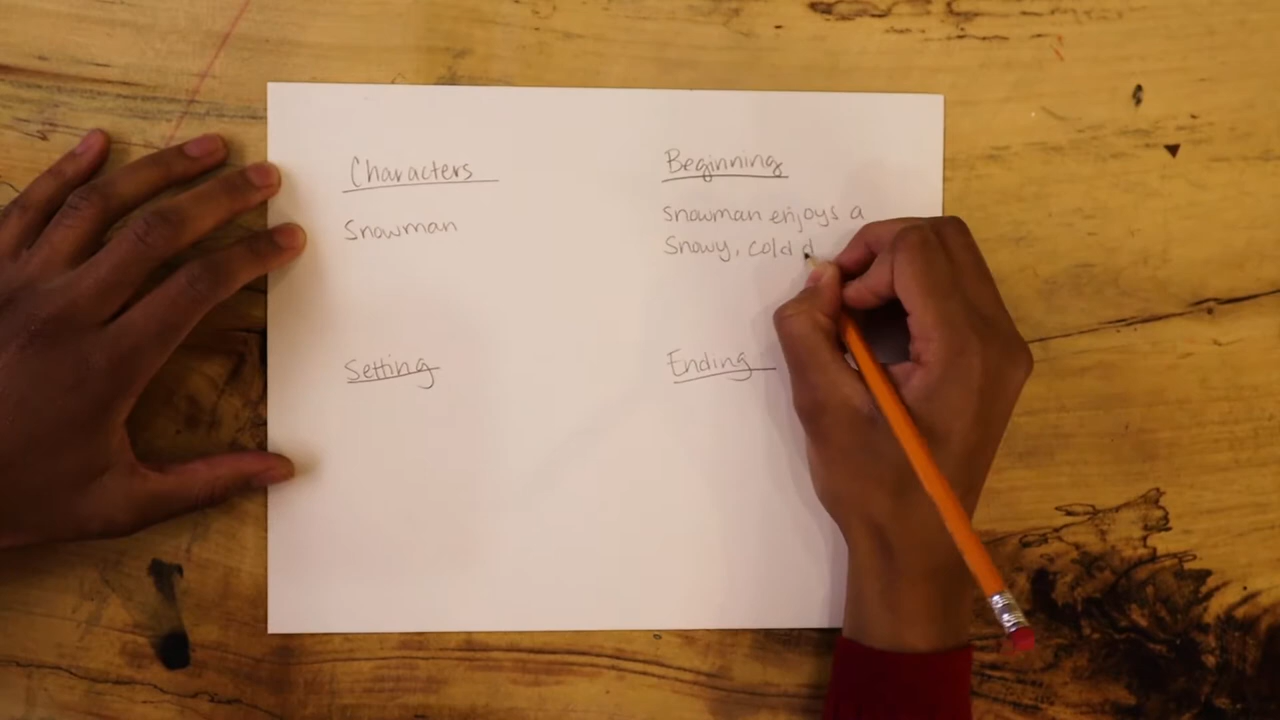 Characters
Snowman
Setting
Beginning
Snowman enjoys a
Snowy, cold d
Ending